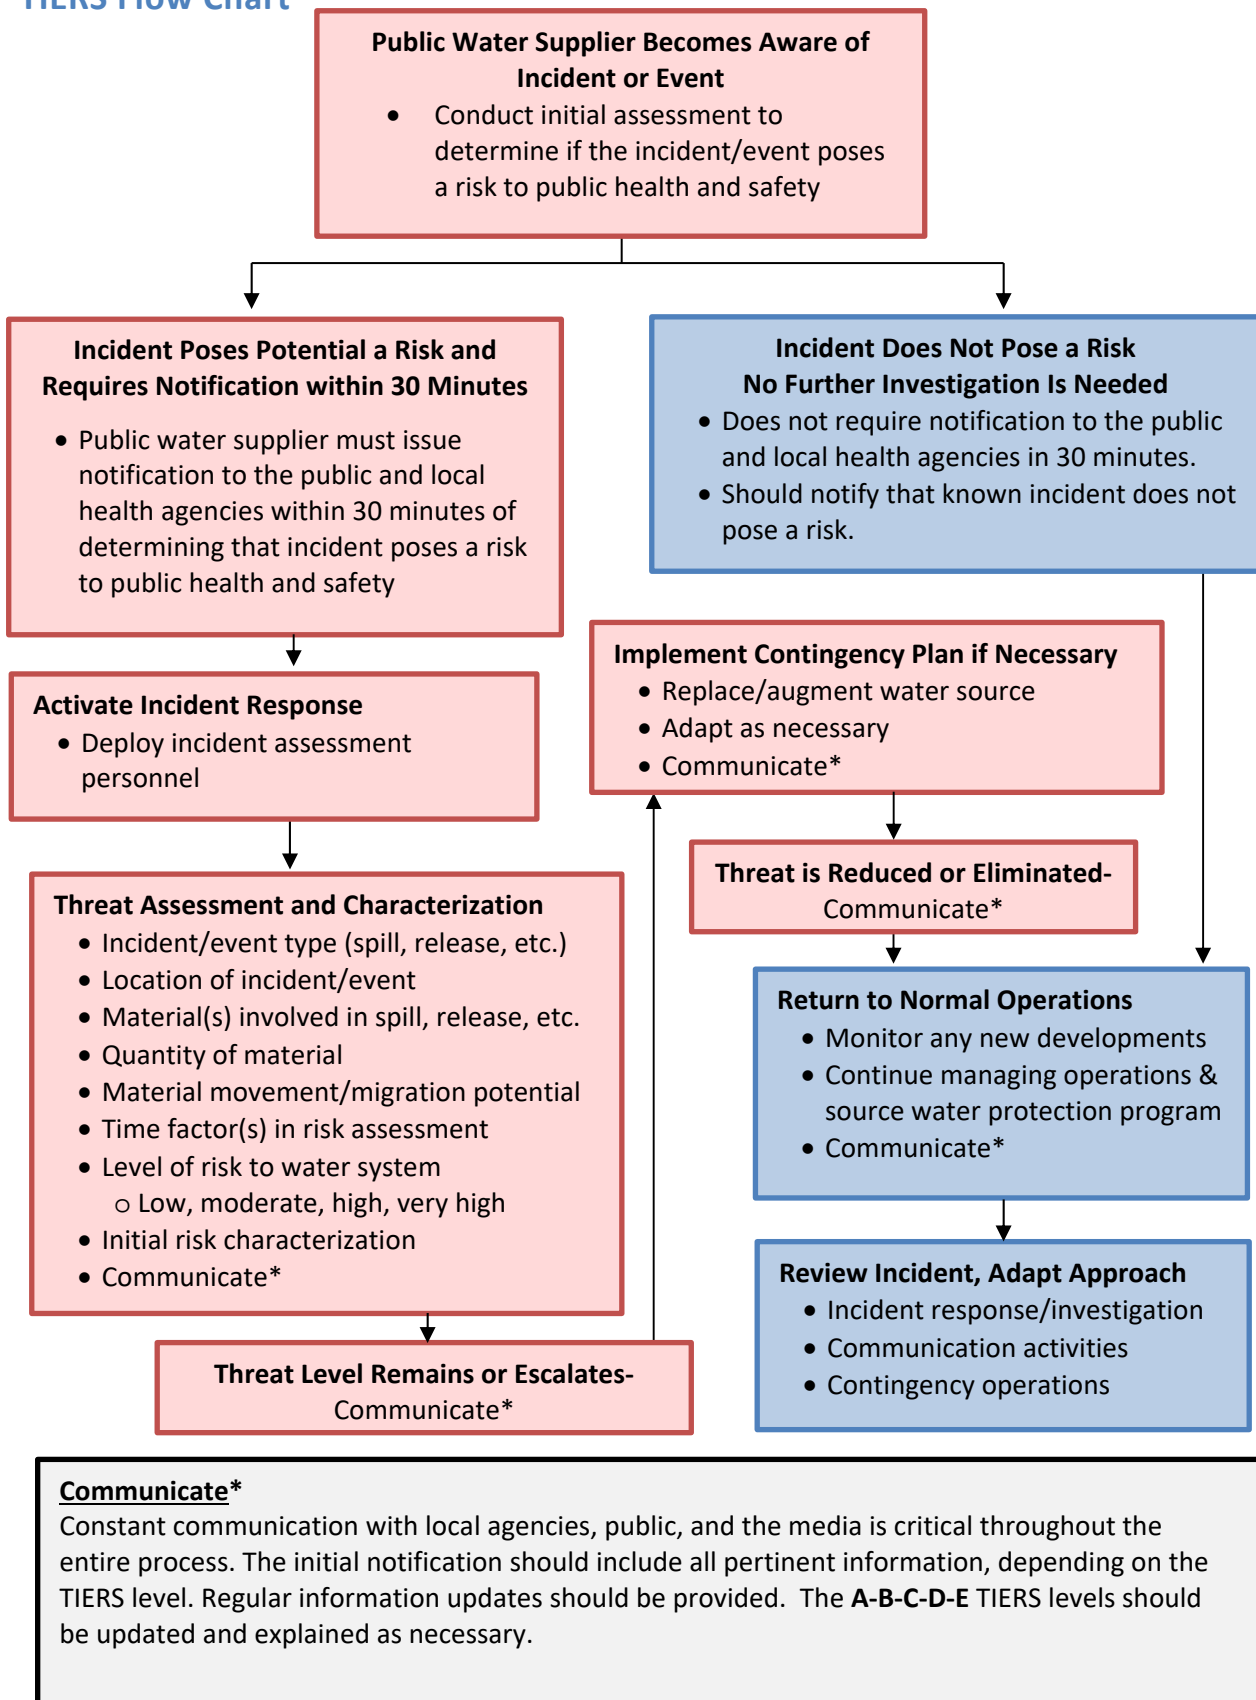 TIERS Flow Chart
Public Water Supplier Becomes Aware of
Incident or Event
• Conduct initial assessment to
determine if the incident/event poses
a risk to public health and safety
Incident Poses Potential a Risk and
Requires Notification within 30 Minutes
• Public water supplier must issue
notification to the public and local
health agencies within 30 minutes of
determining that incident poses a risk
to public health and safety
Incident Does Not Pose a Risk
No Further Investigation Is Needed
• Does not require notification to the public
and local health agencies in 30 minutes.
• Should notify that known incident does not
pose a risk.
Activate Incident Response
• Deploy incident assessment
personnel
Threat Assessment and Characterization
• Incident/event type (spill, release, etc.)
• Location of incident/event
• Material(s) involved in spill, release, etc.
• Quantity of material
• Material movement/migration potential
• Time factor(s) in risk assessment
• Level of risk to water system
o Low, moderate, high, very high
• Initial risk characterization
• Communicate*
Threat Level Remains or Escalates-
Communicate*
Implement Contingency Plan if Necessary
• Replace/augment water source
• Adapt as necessary
• Communicate*
Threat is Reduced or Eliminated-
Communicate*
Return to Normal Operations
• Monitor any new developments
• Continue managing operations &
source water protection program
• Communicate*
Review Incident, Adapt Approach
• Incident response/investigation
• Communication activities
• Contingency operations
Communicate*
Constant communication with local agencies, public, and the media is critical throughout the
entire process. The initial notification should include all pertinent information, depending on the
TIERS level. Regular information updates should be provided. The A-B-C-D-E TIERS levels should
be updated and explained as necessary.